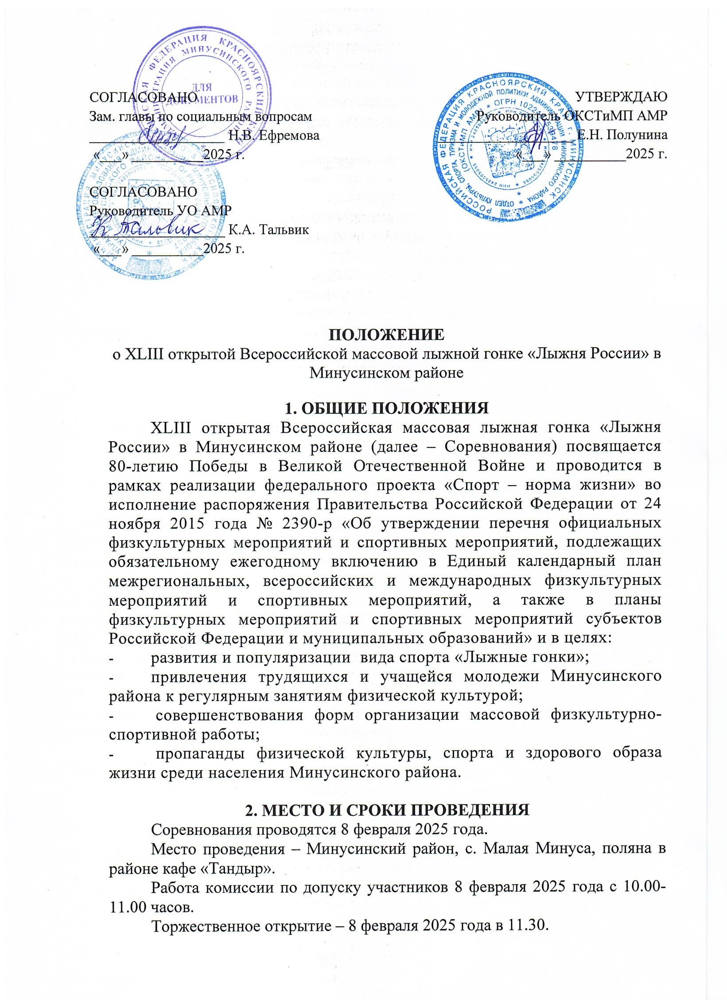 СОГЛАСОВАНО
Зам. главы по социальным вопросам
___________________ Н.В. Ефремова
«___» __________2025 г.
СОГЛАСОВАНО
Руководитель УО АМР
К. Тальвик
___________________ К.А. Тальвик
«___» __________2025 г.
УТВЕРЖДАЮ
Руководитель ОКСТиМП АМР
___________________ Е.Н. Полунина
«___» __________2025 г.
ДЛЯ
ДОКУМЕНТОВ
ПОЛОЖЕНИЕ
о XLIII открытой Всероссийской массовой лыжной гонке «Лыжня России» в
Минусинском районе
1. ОБЩИЕ ПОЛОЖЕНИЯ
XLIII открытая Всероссийская массовая лыжная гонка «Лыжня
России» в Минусинском районе (далее – Соревнования) посвящается
80-летию Победы в Великой Отечественной Войне и проводится в
рамках реализации федерального проекта «Спорт – норма жизни» во
исполнение распоряжения Правительства Российской Федерации от 24
ноября 2015 года № 2390-р «Об утверждении перечня официальных
физкультурных мероприятий и спортивных мероприятий, подлежащих
обязательному ежегодному включению в Единый календарный план
межрегиональных, всероссийских и международных физкультурных
мероприятий и спортивных мероприятий, а также в планы
физкультурных мероприятий и спортивных мероприятий субъектов
Российской Федерации и муниципальных образований» и в целях:
- развития и популяризации вида спорта «Лыжные гонки»;
- привлечения трудящихся и учащейся молодежи Минусинского
района к регулярным занятиям физической культурой;
- совершенствования форм организации массовой физкультурно-
спортивной работы;
- пропаганды физической культуры, спорта и здорового образа
жизни среди населения Минусинского района.
2. МЕСТО И СРОКИ ПРОВЕДЕНИЯ
Соревнования проводятся 8 февраля 2025 года.
Место проведения – Минусинский район, с. Малая Минуса, поляна в
районе кафе «Тандыр».
Работа комиссии по допуску участников 8 февраля 2025 года с 10.00-
11.00 часов.
Торжественное открытие – 8 февраля 2025 года в 11.30.